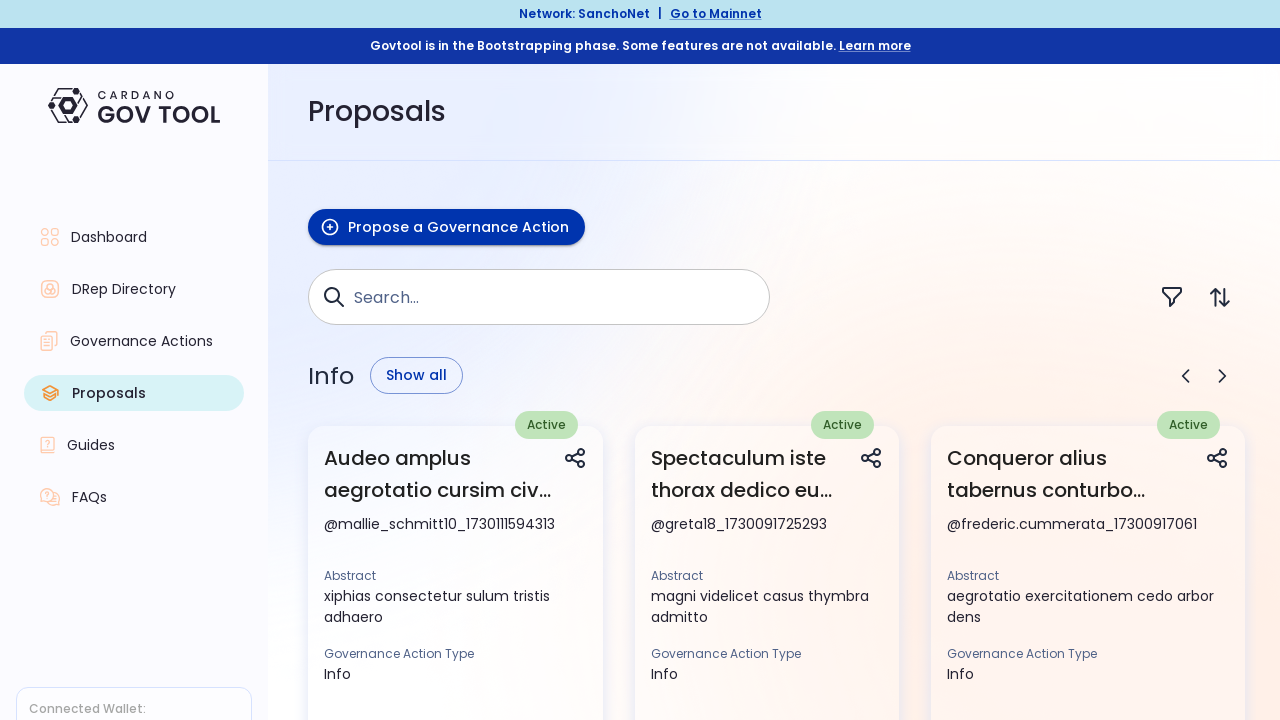 Network: SanchoNet | Go to Mainnet
Govtool is in the Bootstrapping phase. Some features are not available. Learn more
CARDANO
GOV TOOL
Proposals
Dashboard
DRep Directory
Governance Actions
Proposals
Guides
FAQs
Connected Wallet:
Propose a Governance Action
Search...
Info
Show all
Active
Audeo amplus
aegrotatio cursim civ...
@mallie_schmitt10_1730111594313
Abstract
xiphias consectetur sulum tristis
adhaero
Governance Action Type
Info
Active
Spectaculum iste
thorax dedico eu...
@greta18_1730091725293
Abstract
magni videlicet casus thymbra
admitto
Governance Action Type
Info
Active
Conqueror alius
tabernus conturbo...
@frederic.cummerata_17300917061
Abstract
aegrotatio exercitationem cedo arbor
dens
Governance Action Type
Info